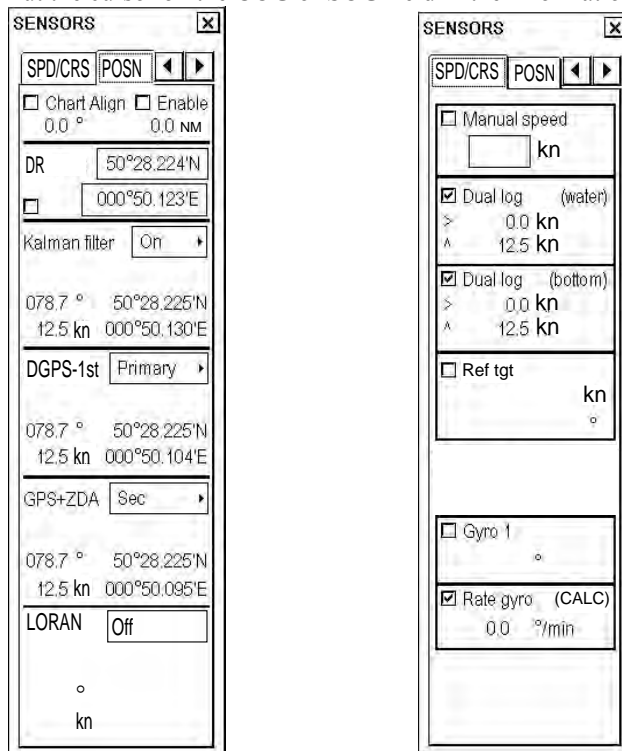 SENSORS X
SPD/CRS POSN
Chart Align Enable
0.0 ° 0.0 NM
DR 50°28.224'N
000°50.123'E
Kalman filter On
078.7 ° 50°28.225'N
12.5 kn 000°50.130'E
DGPS-1st Primary
078.7 ° 50°28.225'N
12.5 kn 000°50.104'E
GPS+ZDA Sec
078.7 ° 50°28.225'N
12.5 kn 000°50.095'E
LORAN Off
°
kn
SENSORS X
SPD/CRS POSN
Manual speed
kn
Dual log (water)
> 0.0 kn
^ 12.5 kn
Dual log (bottom)
> 0.0 kn
^ 12.5 kn
Ref tgt
kn
°
Gyro 1
°
Rate gyro (CALC)
0.0 °/min